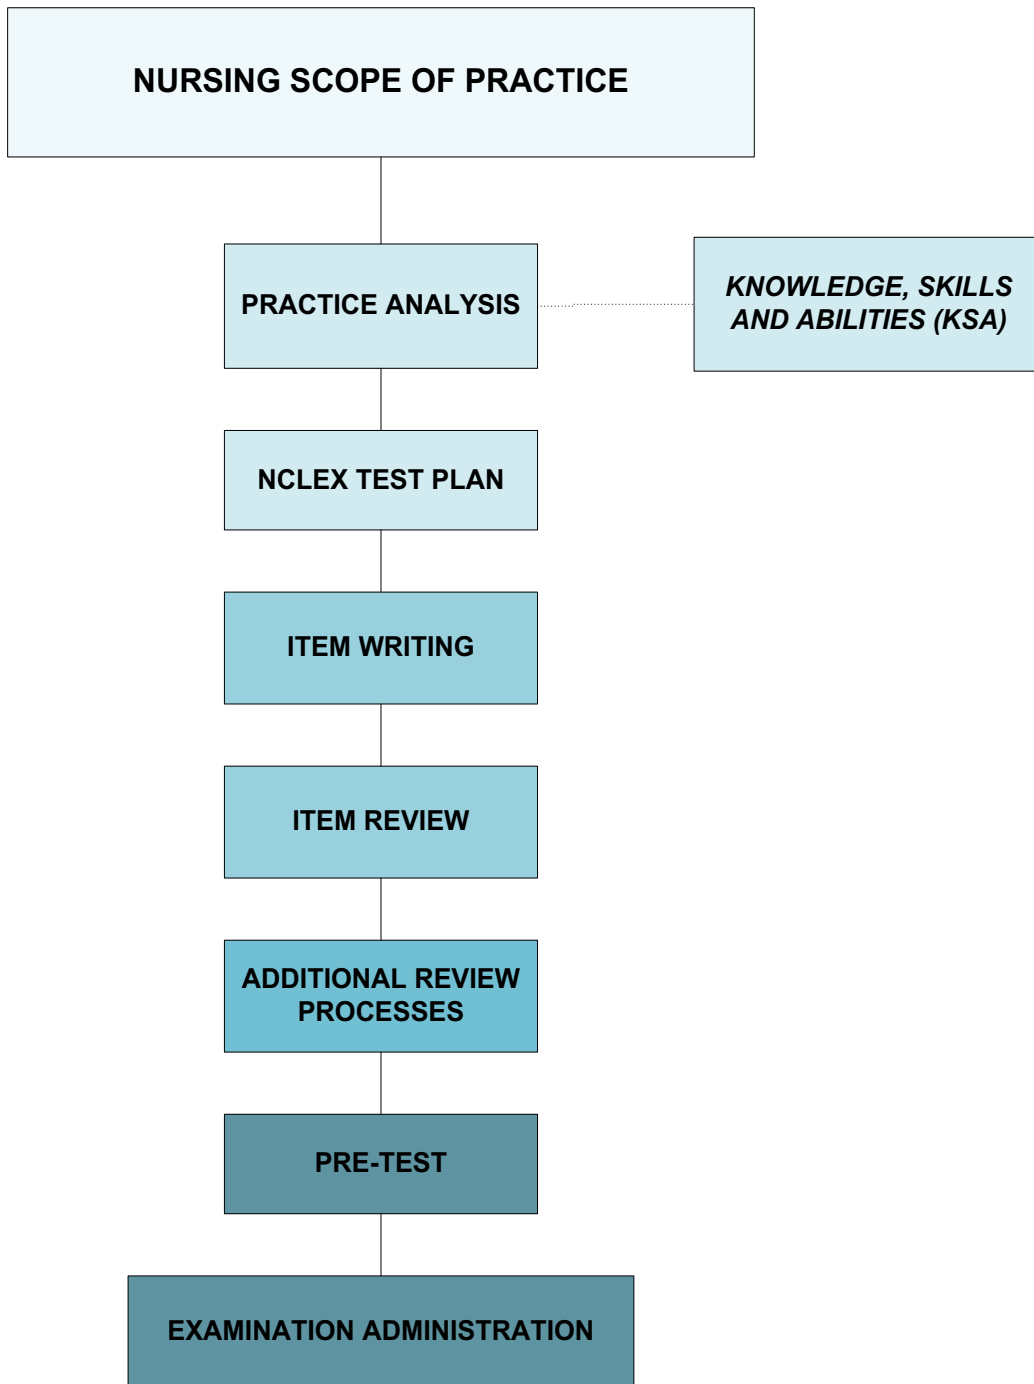 NURSING SCOPE OF PRACTICE
PRACTICE ANALYSIS
KNOWLEDGE, SKILLS
AND ABILITIES (KSA)
NCLEX TEST PLAN
ITEM WRITING
ITEM REVIEW
ADDITIONAL REVIEW
PROCESSES
PRE-TEST
EXAMINATION ADMINISTRATION